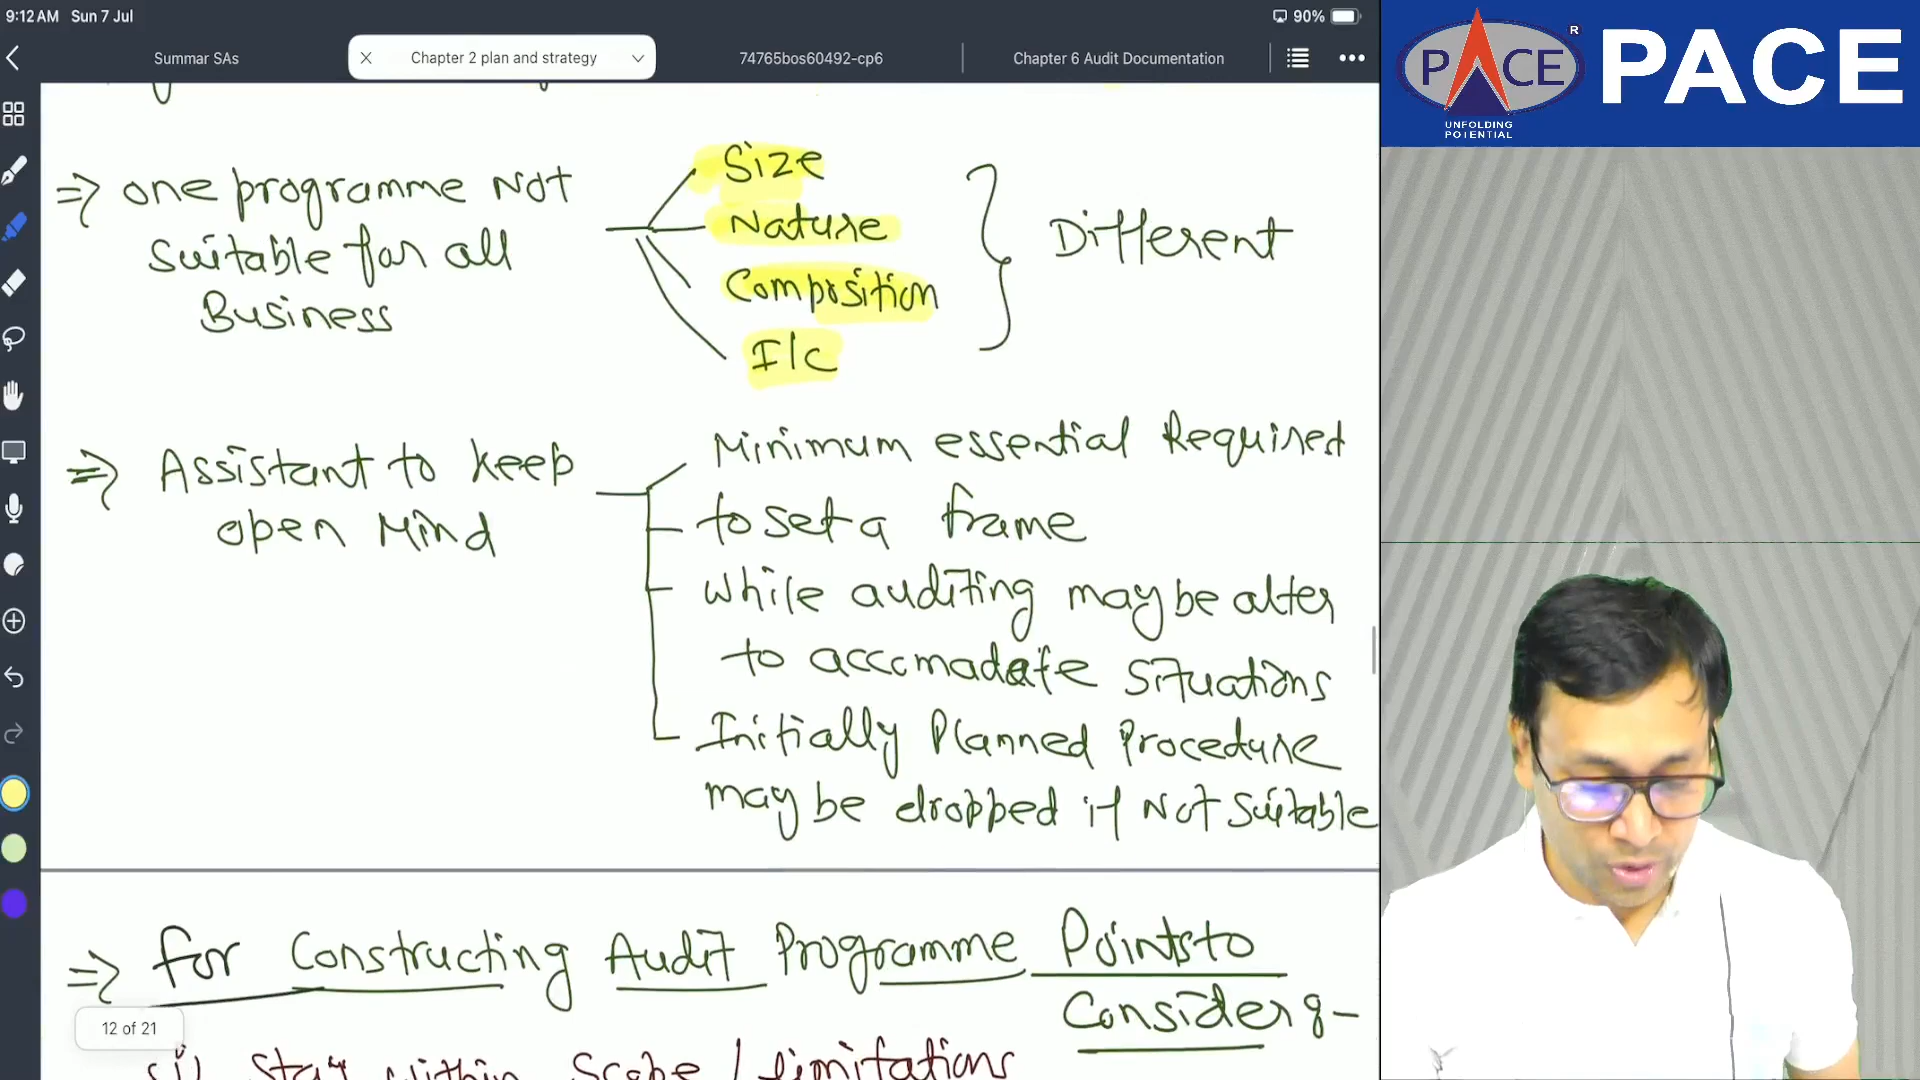 9:12 AM Sun 7 Jul
90%
Summar SAs
Chapter 2 plan and strategy
74765bos60492-cp6
Chapter 6 Audit Documentation
PACE
UNFOLDING
POTENTIAL
®
PACE
⇒ one programme Not
suitable for all
Business
Size
Nature
Composition
I/c
Different
⇒ Assistant to keep
open Mind
Minimum essential Required
to set a frame
While auditing may be alter
to accomadate situations
Initially Planned Procedure
may be dropped if Not suitable
⇒ for Constructing Audit Programme Points to
Consider :-
12 of 21
(i) Stay within Scope / limitations